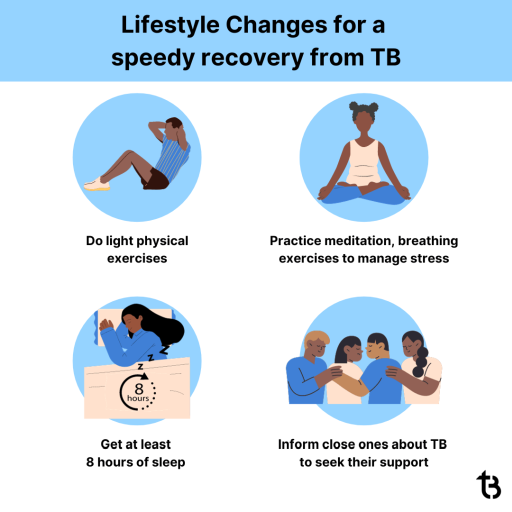 Lifestyle Changes for a
speedy recovery from TB
Do light physical
exercises
Practice meditation, breathing
exercises to manage stress
z z z z
8
hours
Get at least
8 hours of sleep
Inform close ones about TB
to seek their support
tB